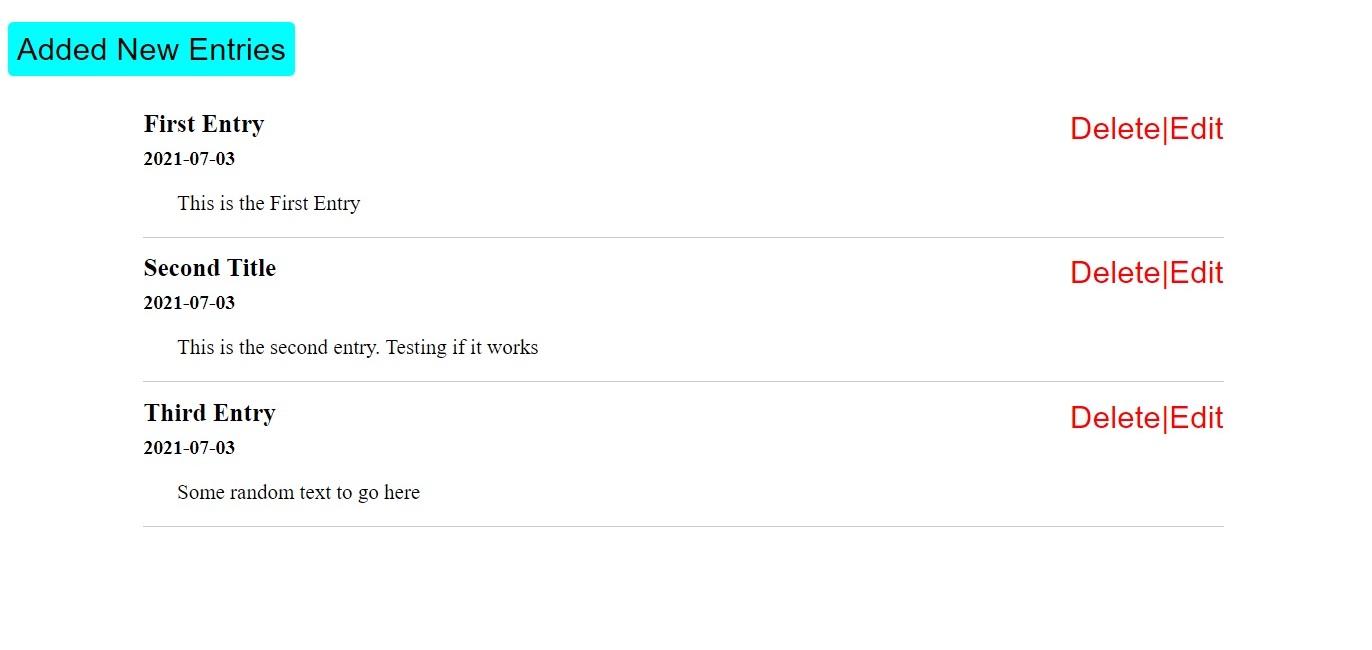 Added New Entries
First Entry
Delete|Edit
2021-07-03
This is the First Entry
Second Title
Delete|Edit
2021-07-03
This is the second entry. Testing if it works
Third Entry
Delete|Edit
2021-07-03
Some random text to go here